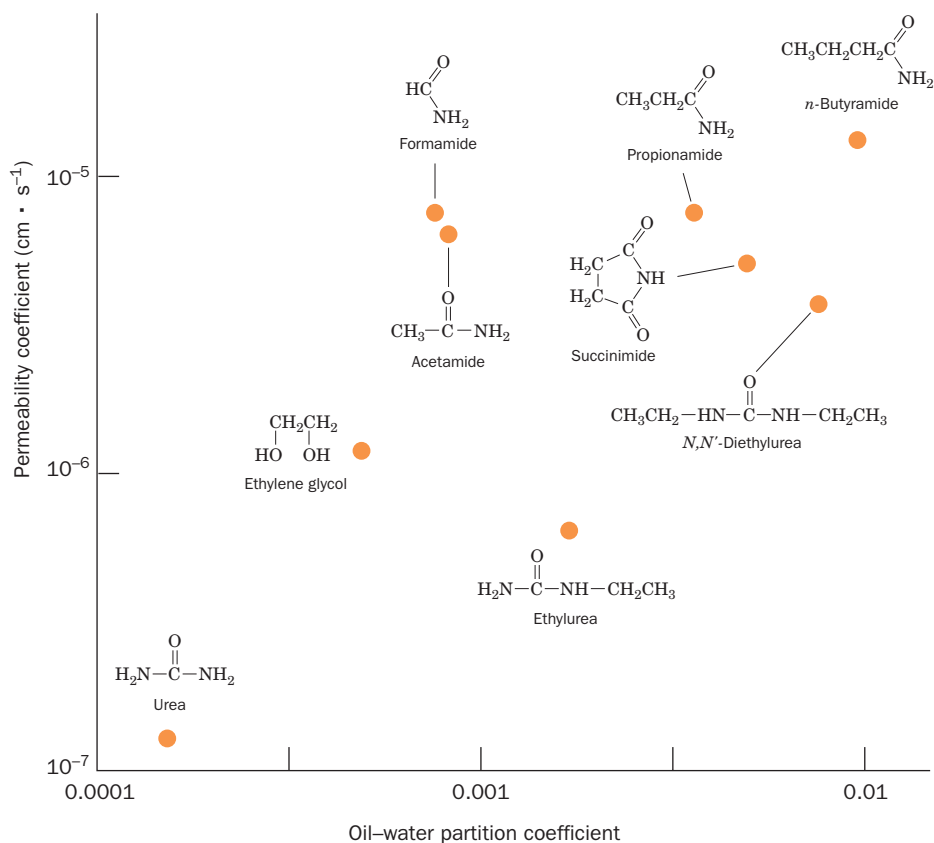 Permeability coefficient (cm · s⁻¹)
10⁻⁵
10⁻⁶
10⁻⁷
O
HC
NH₂
Formamide
O
CH₃CH₂C
NH₂
Propionamide
O
CH₃CH₂CH₂C
NH₂
n-Butyramide
O
CH₃—C—NH₂
Acetamide
O
C
H₂C
NH
H₂C
C
O
Succinimide
O
CH₃CH₂—HN—C—NH—CH₂CH₃
N,N′-Diethylurea
CH₂CH₂
HO OH
Ethylene glycol
O
H₂N—C—NH—CH₂CH₃
Ethylurea
O
H₂N—C—NH₂
Urea
0.0001 0.001 0.01
Oil–water partition coefficient